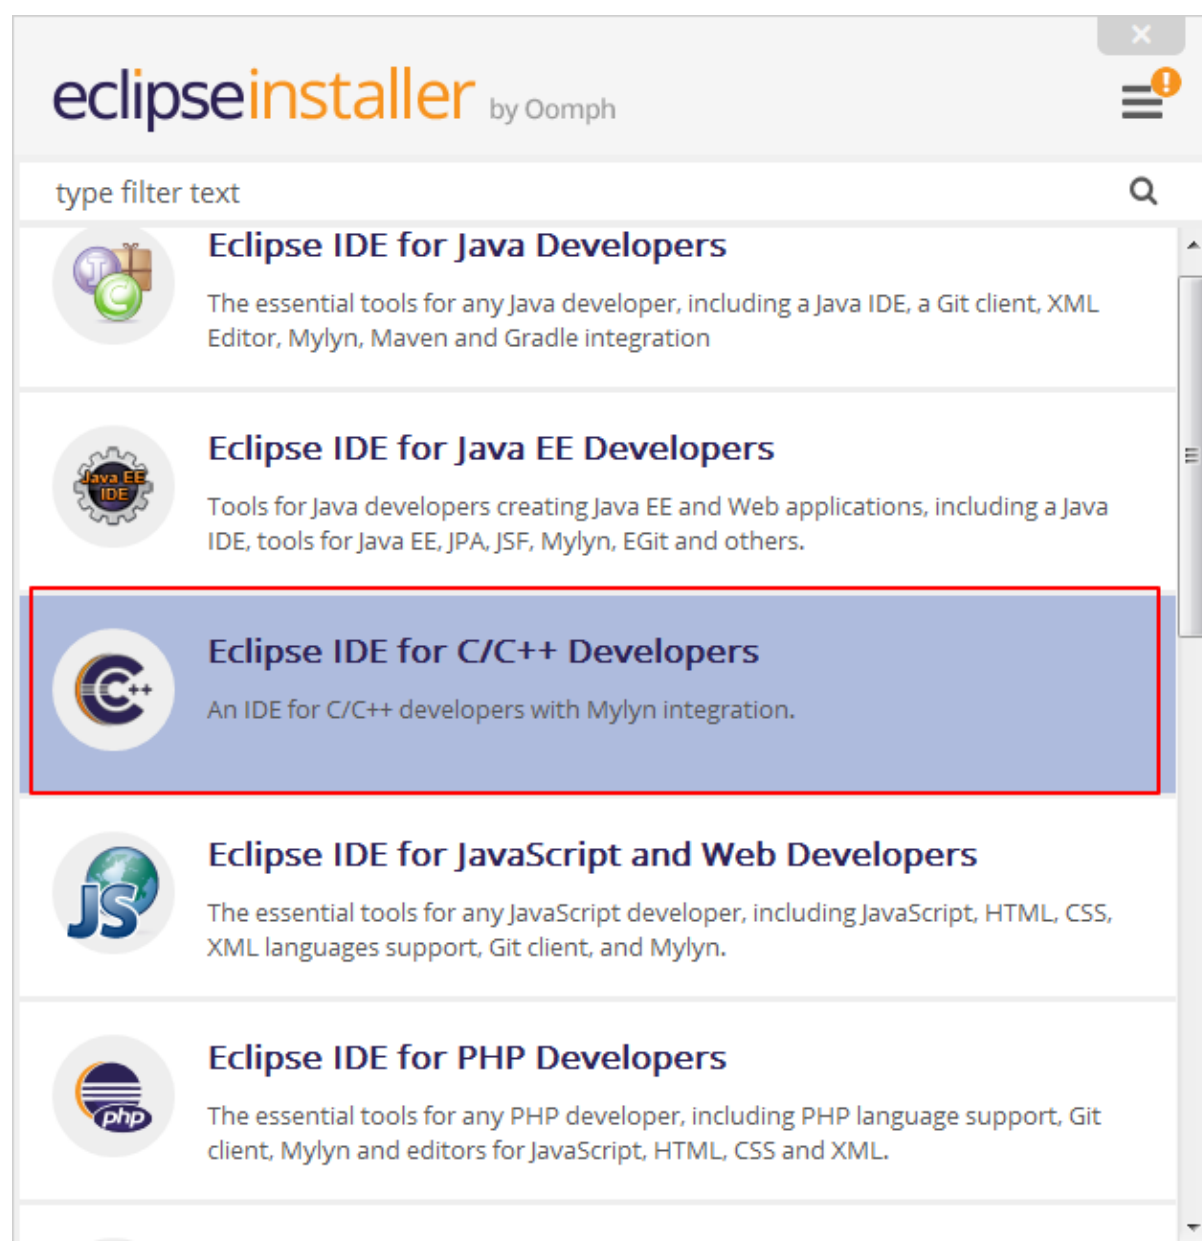 eclipseinstaller by Oomph
type filter text
Eclipse IDE for Java Developers
The essential tools for any Java developer, including a Java IDE, a Git client, XML
Editor, Mylyn, Maven and Gradle integration
Java EE
IDE
Eclipse IDE for Java EE Developers
Tools for Java developers creating Java EE and Web applications, including a Java
IDE, tools for Java EE, JPA, JSF, Mylyn, EGit and others.
C++
Eclipse IDE for C/C++ Developers
An IDE for C/C++ developers with Mylyn integration.
JS
Eclipse IDE for JavaScript and Web Developers
The essential tools for any JavaScript developer, including JavaScript, HTML, CSS,
XML languages support, Git client, and Mylyn.
php
Eclipse IDE for PHP Developers
The essential tools for any PHP developer, including PHP language support, Git
client, Mylyn and editors for JavaScript, HTML, CSS and XML.